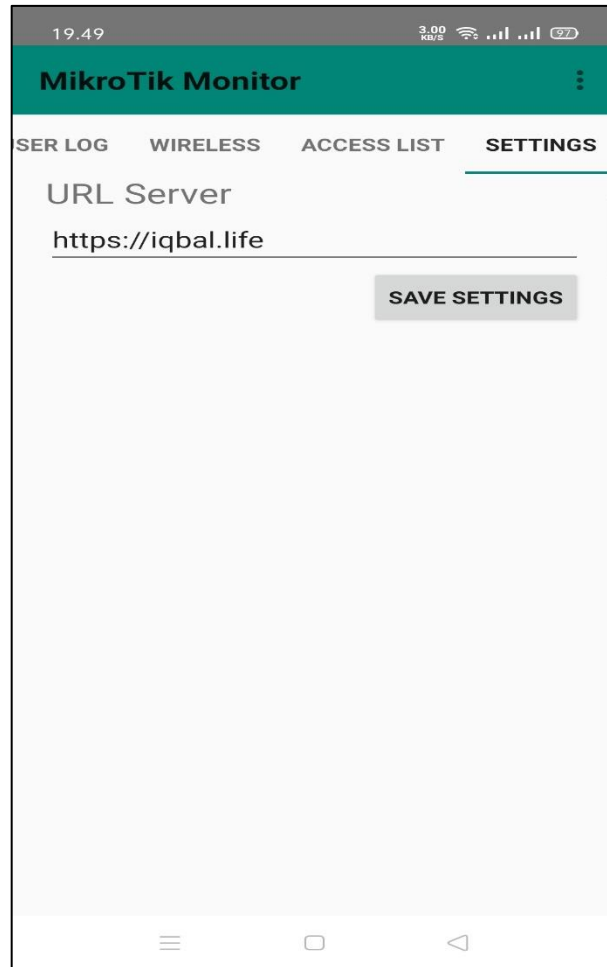 19.49 3.00 KB/S 97
MikroTik Monitor
SER LOG WIRELESS ACCESS LIST SETTINGS
URL Server
https://iqbal.life
SAVE SETTINGS